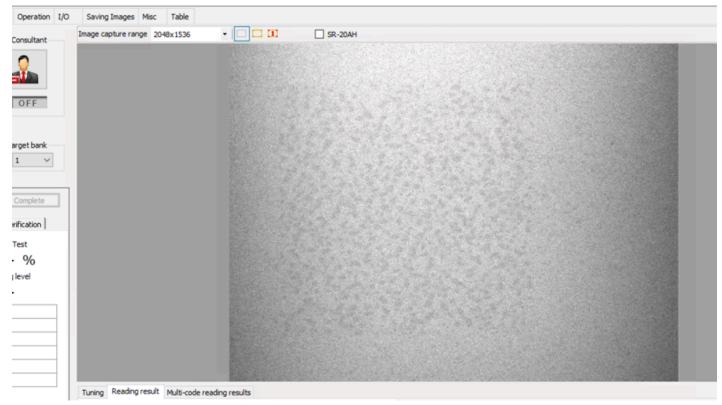 Operation I/O Saving Images Misc Table
Consultant
Image capture range 2048x1536
SR-20AH
OFF
arget bank
1
Complete
erification
Test
- %
level
-
Tuning Reading result Multi-code reading results